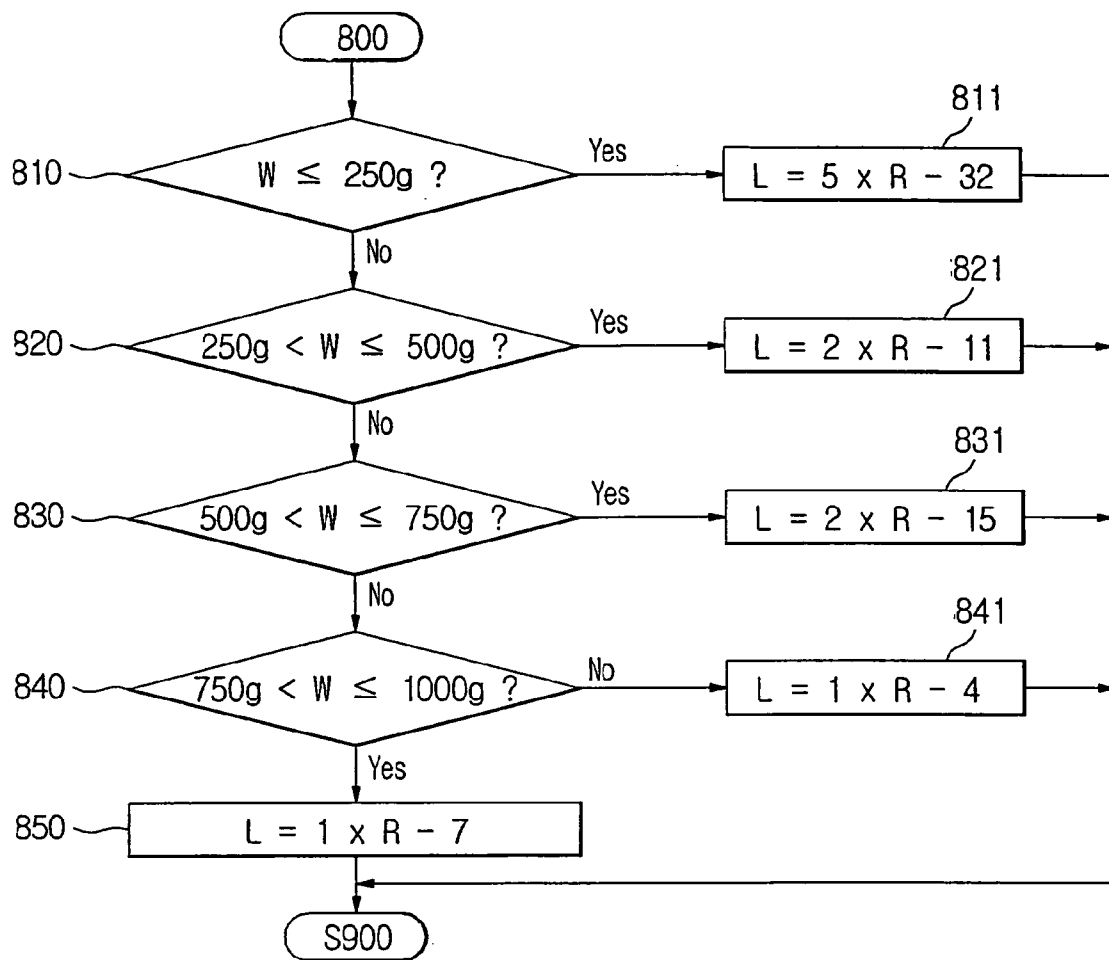 800
811
810
W ≤ 250g ?
Yes
L = 5 x R - 32
No
821
820
250g < W ≤ 500g ?
Yes
L = 2 x R - 11
No
831
830
500g < W ≤ 750g ?
Yes
L = 2 x R - 15
No
841
840
750g < W ≤ 1000g ?
No
L = 1 x R - 4
Yes
850
L = 1 x R - 7
S900